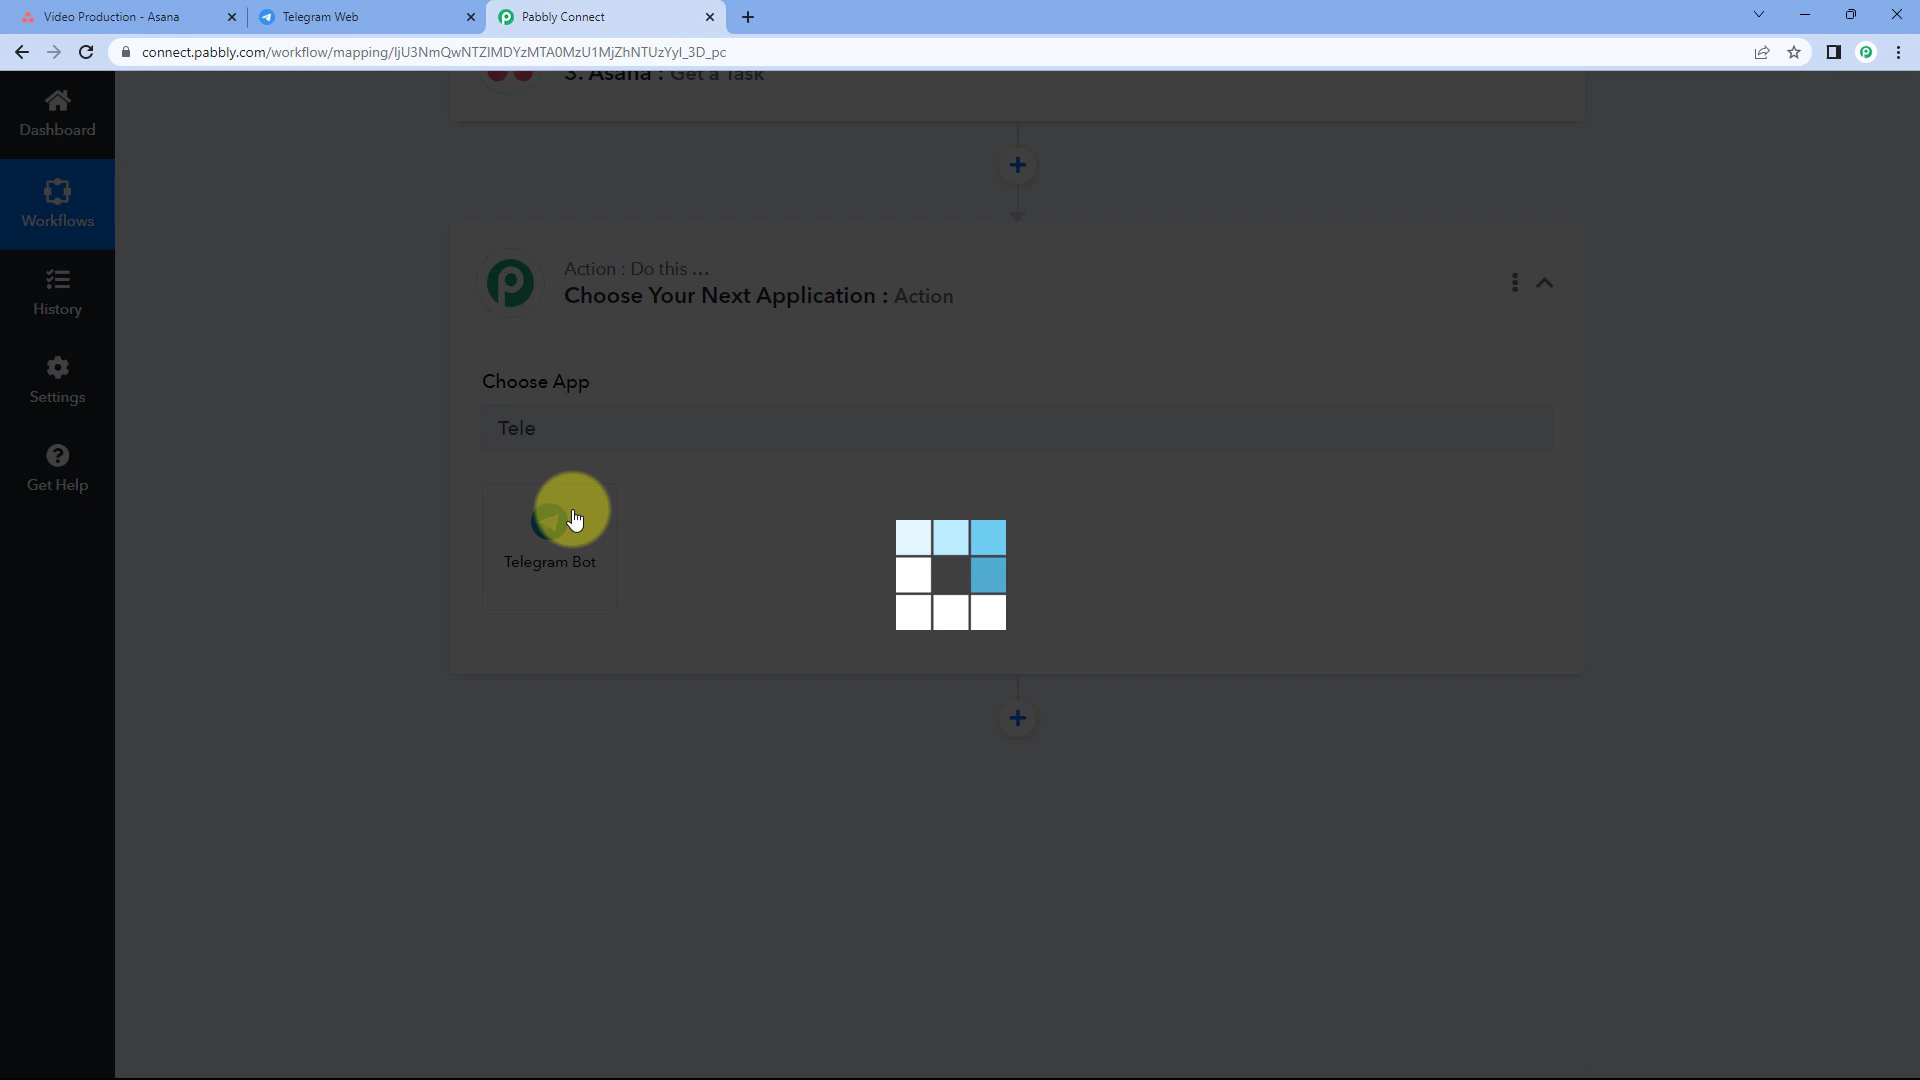 Video Production - Asana
Telegram Web
Pabbly Connect
connect.pabbly.com/workflow/mapping/IjU3NmQwNTZlMDYzMTA0MzU1MjZhNTUzYyI_3D_pc
3. Asana : Get a Task
Dashboard
Workflows
History
Settings
Get Help
Action : Do this ...
Choose Your Next Application : Action
Choose App
Tele
Telegram Bot